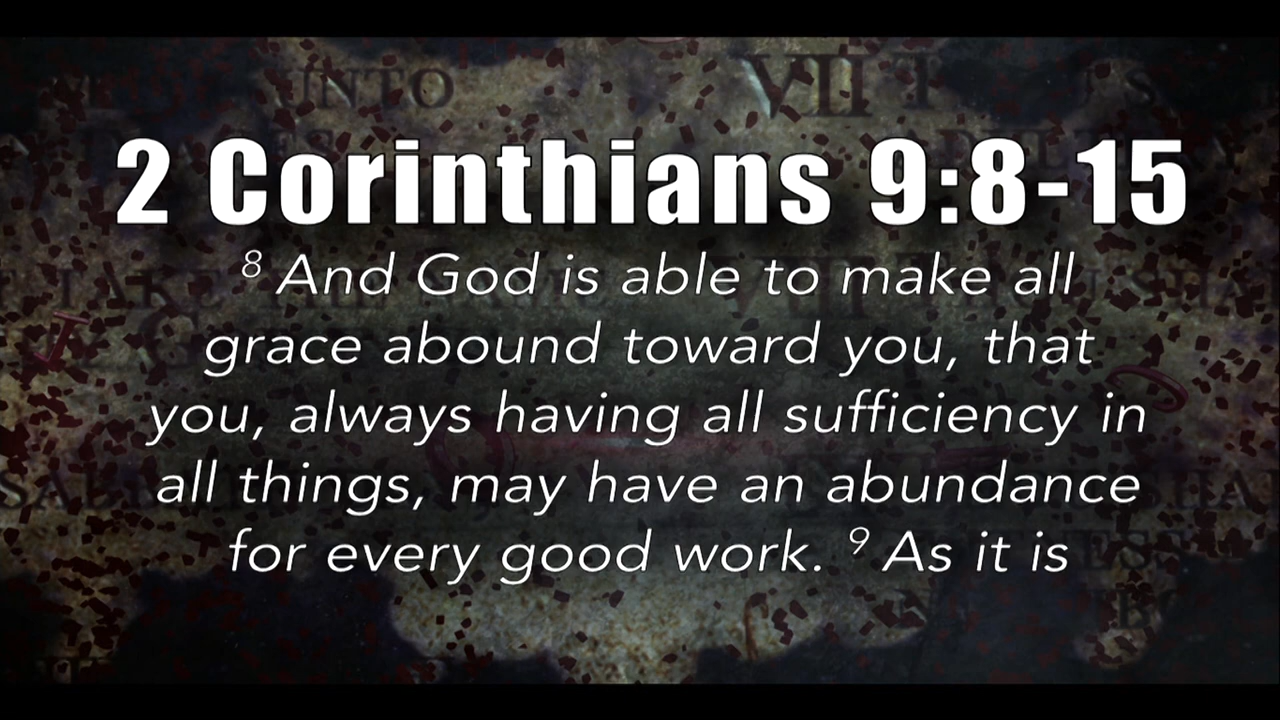 UNTO
VII
2 Corinthians 9:8-15
⁸ And God is able to make all
grace abound toward you, that
you, always having all sufficiency in
all things, may have an abundance
for every good work. ⁹ As it is